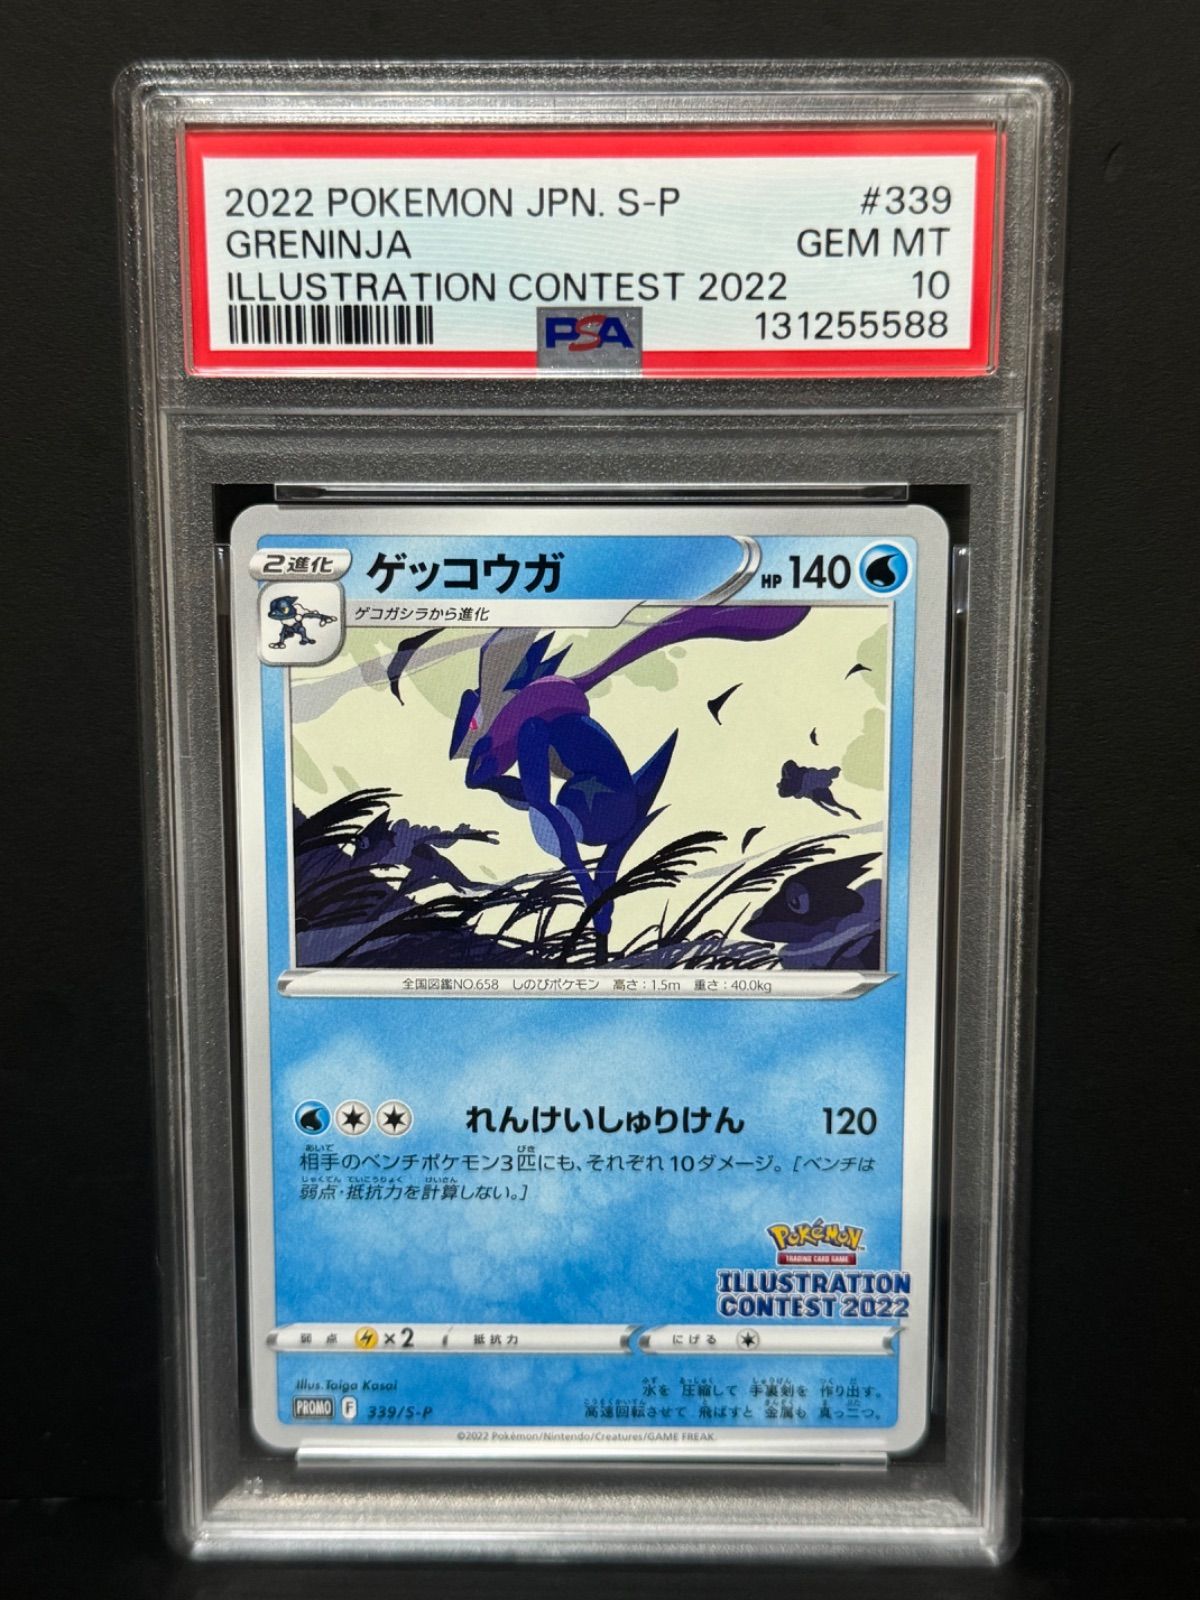 2022 POKEMON JPN. S-P #339
GRENINJA GEM MT
ILLUSTRATION CONTEST 2022 10
PSA 131255588
2進化 ゲッコウガ HP 140
ゲコガシラから進化
全国図鑑NO.658 しのびポケモン 高さ：1.5m 重さ：40.0kg
れんけいしゅりけん 120
相手のベンチポケモン3匹にも、それぞれ10ダメージ。[ベンチは
弱点・抵抗力を計算しない。]
Pokémon
TRADING CARD GAME
ILLUSTRATION
CONTEST 2022
弱点 ×2 抵抗力 にげる
Illus. Taiga Kasai
水を 圧縮して 手裏剣を 作り出す。
高速回転させて 飛ばすと 金属も 真っ二つ。
PROMO F 339/S-P
©2022 Pokémon/Nintendo/Creatures/GAME FREAK.